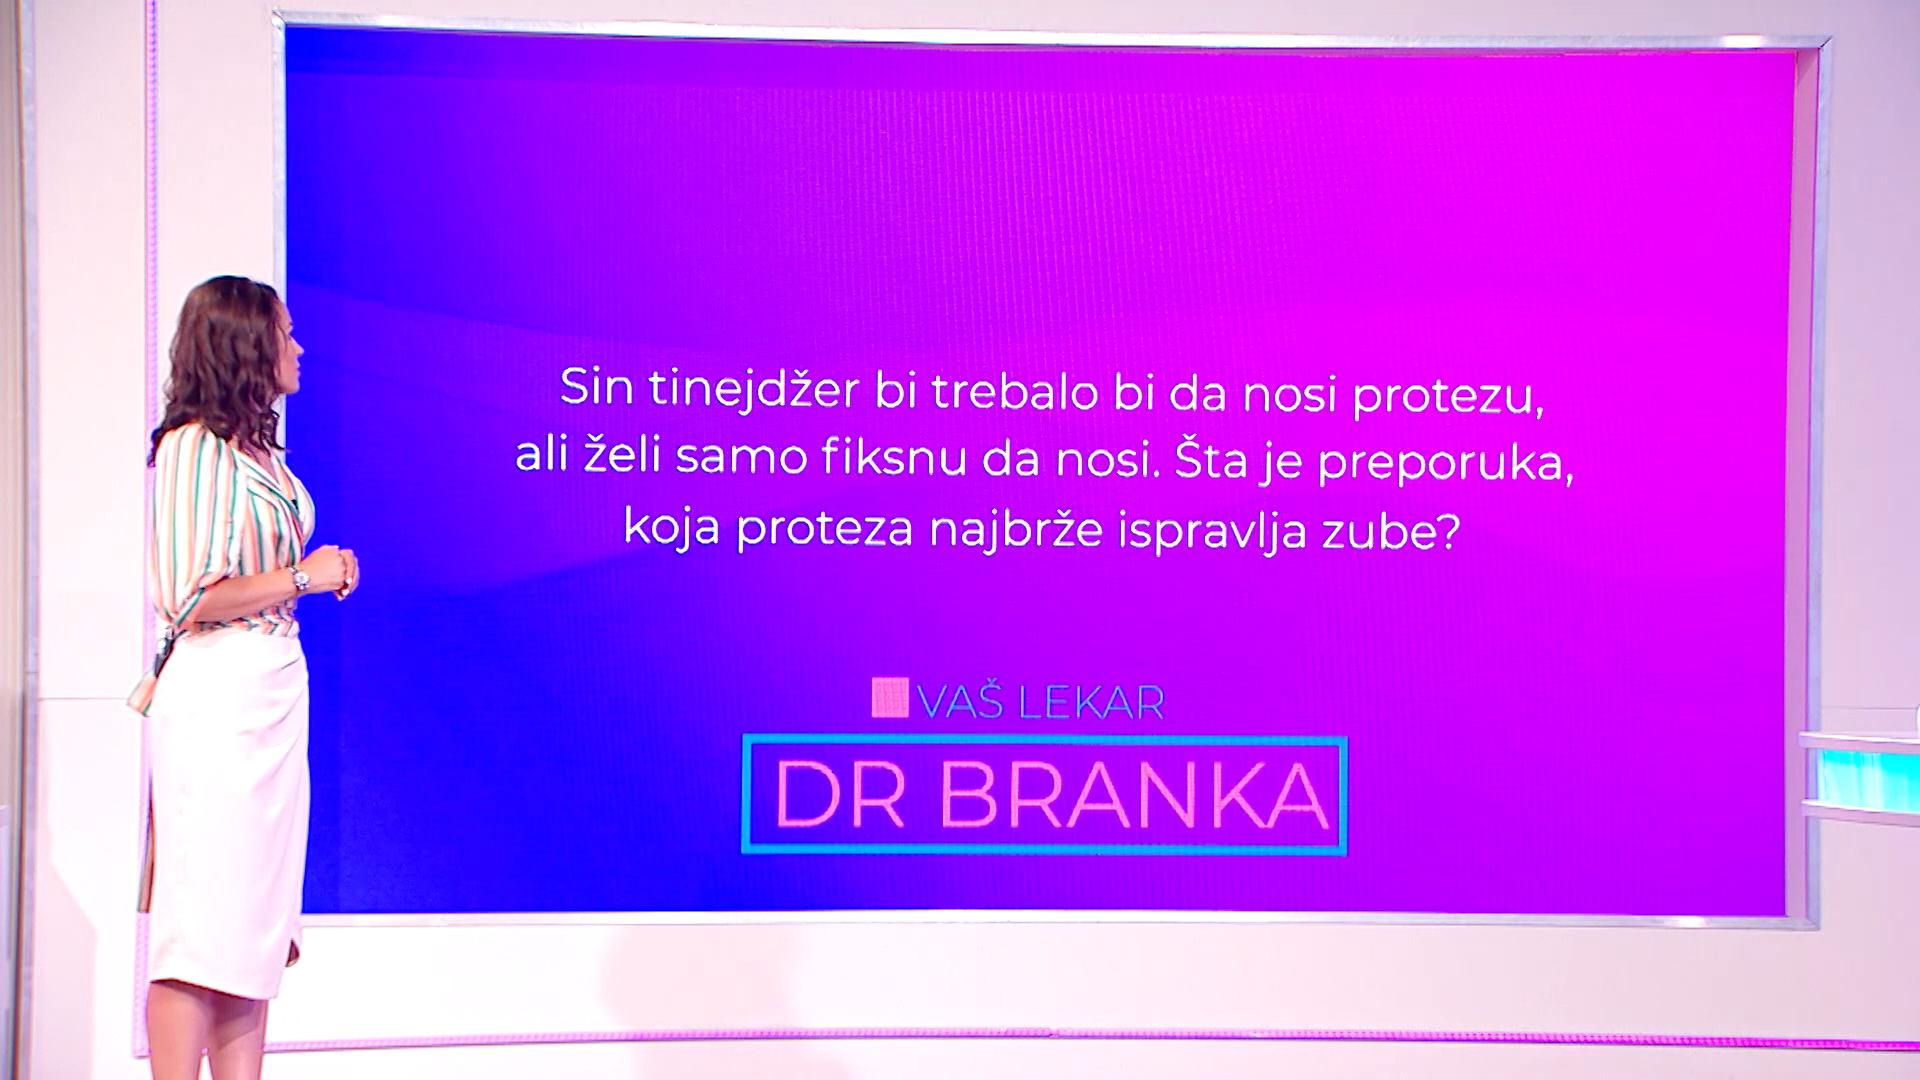 Sin tinejdžer bi trebalo bi da nosi protezu,
ali želi samo fiksnu da nosi. Šta je preporuka,
koja proteza najbrže ispravlja zube?
VAŠ LEKAR
DR BRANKA